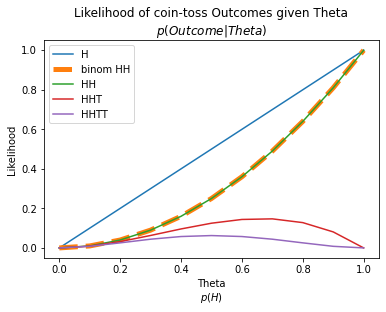 Likelihood of coin-toss Outcomes given Theta
p(Outcome|Theta)
H
binom HH
HH
HHT
HHTT
Likelihood
1.0
0.8
0.6
0.4
0.2
0.0
0.0 0.2 0.4 0.6 0.8 1.0
Theta
p(H)